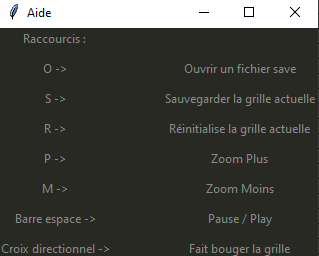 Aide
Raccourcis :
O -> Ouvrir un fichier save
S -> Sauvegarder la grille actuelle
R -> Réinitialise la grille actuelle
P -> Zoom Plus
M -> Zoom Moins
Barre espace -> Pause / Play
Croix directionnel -> Fait bouger la grille